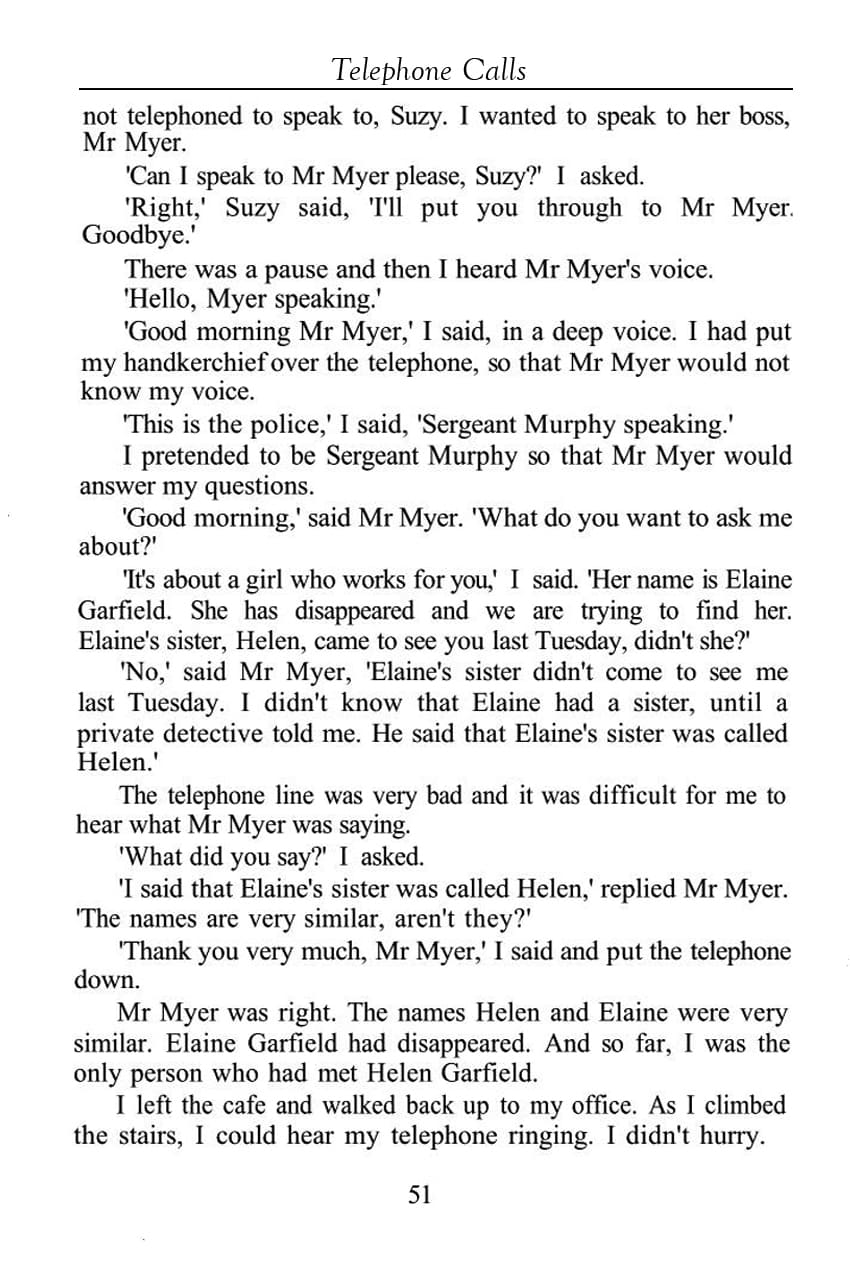 Telephone Calls
not telephoned to speak to, Suzy. I wanted to speak to her boss,
Mr Myer.
'Can I speak to Mr Myer please, Suzy?' I asked.
'Right,' Suzy said, 'I'll put you through to Mr Myer.
Goodbye.'
There was a pause and then I heard Mr Myer's voice.
'Hello, Myer speaking.'
'Good morning Mr Myer,' I said, in a deep voice. I had put
my handkerchief over the telephone, so that Mr Myer would not
know my voice.
'This is the police,' I said, 'Sergeant Murphy speaking.'
I pretended to be Sergeant Murphy so that Mr Myer would
answer my questions.
'Good morning,' said Mr Myer. 'What do you want to ask me
about?'
'It's about a girl who works for you,' I said. 'Her name is Elaine
Garfield. She has disappeared and we are trying to find her.
Elaine's sister, Helen, came to see you last Tuesday, didn't she?'
'No,' said Mr Myer, 'Elaine's sister didn't come to see me
last Tuesday. I didn't know that Elaine had a sister, until a
private detective told me. He said that Elaine's sister was called
Helen.'
The telephone line was very bad and it was difficult for me to
hear what Mr Myer was saying.
'What did you say?' I asked.
'I said that Elaine's sister was called Helen,' replied Mr Myer.
'The names are very similar, aren't they?'
'Thank you very much, Mr Myer,' I said and put the telephone
down.
Mr Myer was right. The names Helen and Elaine were very
similar. Elaine Garfield had disappeared. And so far, I was the
only person who had met Helen Garfield.
I left the cafe and walked back up to my office. As I climbed
the stairs, I could hear my telephone ringing. I didn't hurry.
51